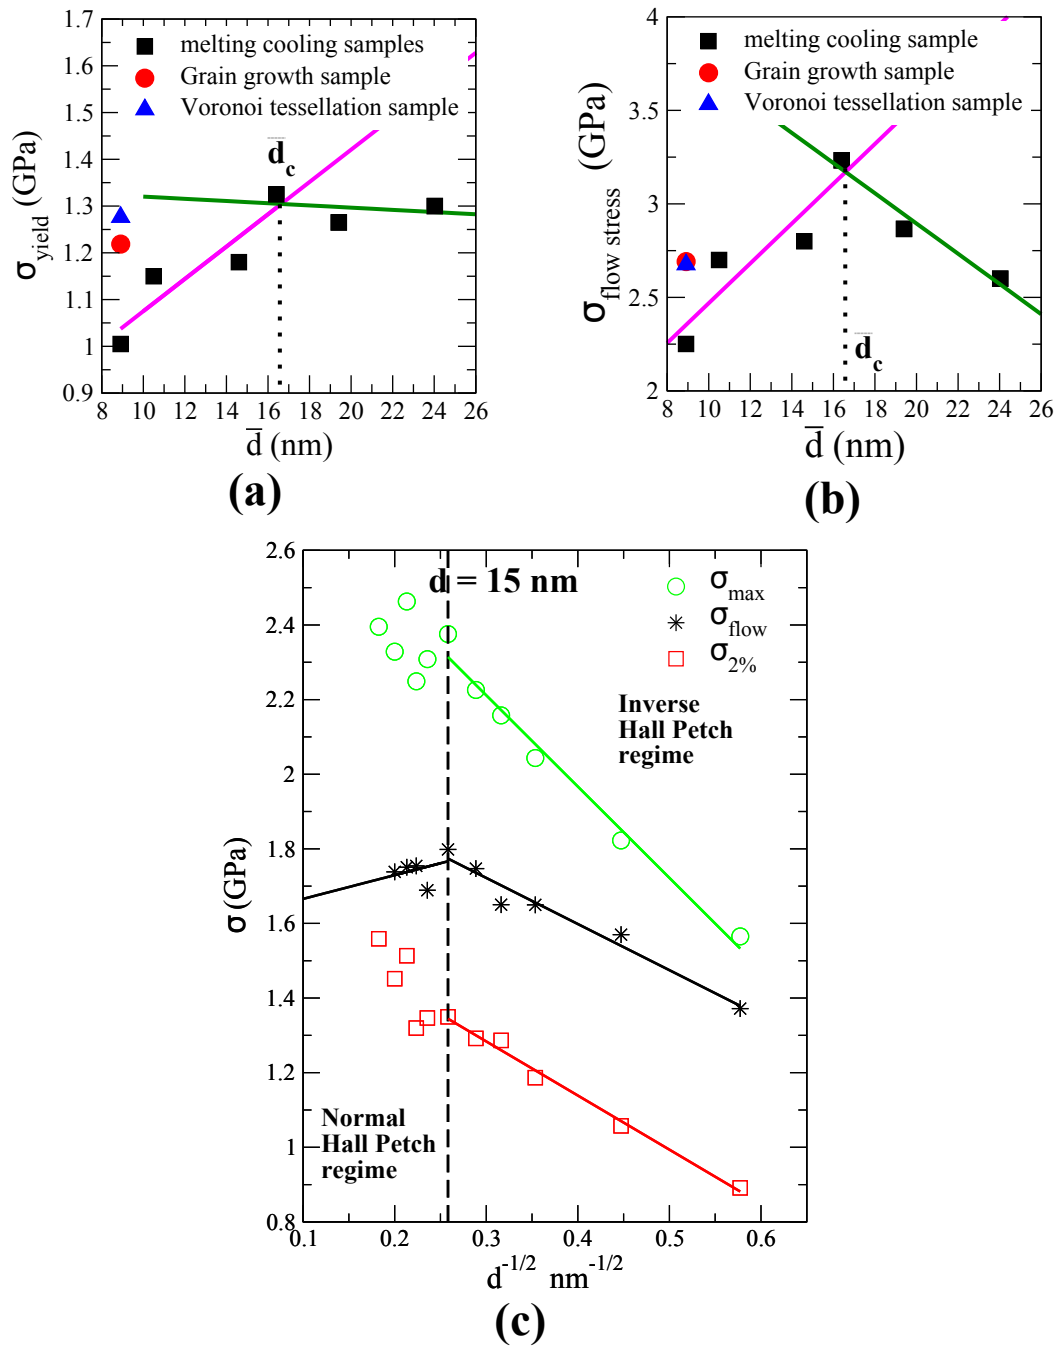 1.7
1.6
1.5
1.4
1.3
1.2
1.1
1
0.9
σyield (GPa)
melting cooling samples
Grain growth sample
Voronoi tessellation sample
d̅c
8 10 12 14 16 18 20 22 24 26
d̅ (nm)
(a)
4
3.5
3
2.5
2
σflow stress (GPa)
melting cooling sample
Grain growth sample
Voronoi tessellation sample
d̅c
8 10 12 14 16 18 20 22 24 26
d̅ (nm)
(b)
2.6
2.4
2.2
2
1.8
1.6
1.4
1.2
1
0.8
σ (GPa)
d = 15 nm
σmax
σflow
σ2%
Inverse
Hall Petch
regime
Normal
Hall Petch
regime
0.1 0.2 0.3 0.4 0.5 0.6
d-1/2 nm-1/2
(c)